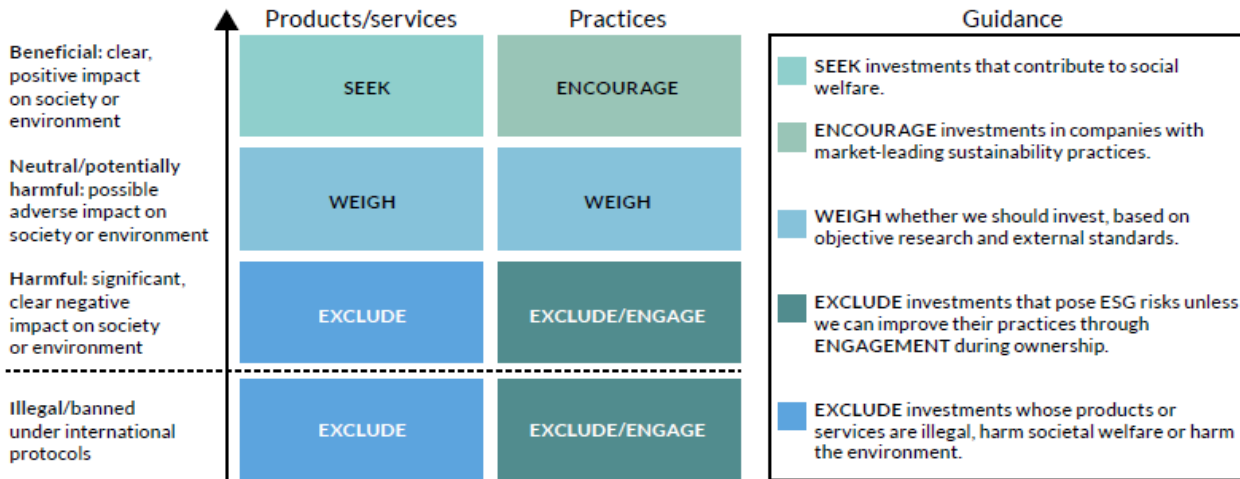 Products/services
Practices
Guidance
Beneficial: clear,
positive impact
on society or
environment
SEEK
ENCOURAGE
Neutral/potentially
harmful: possible
adverse impact on
society or environment
WEIGH
WEIGH
Harmful: significant,
clear negative
impact on society
or environment
EXCLUDE
EXCLUDE/ENGAGE
Illegal/banned
under international
protocols
EXCLUDE
EXCLUDE/ENGAGE
SEEK investments that contribute to social
welfare.
ENCOURAGE investments in companies with
market-leading sustainability practices.
WEIGH whether we should invest, based on
objective research and external standards.
EXCLUDE investments that pose ESG risks unless
we can improve their practices through
ENGAGEMENT during ownership.
EXCLUDE investments whose products or
services are illegal, harm societal welfare or harm
the environment.